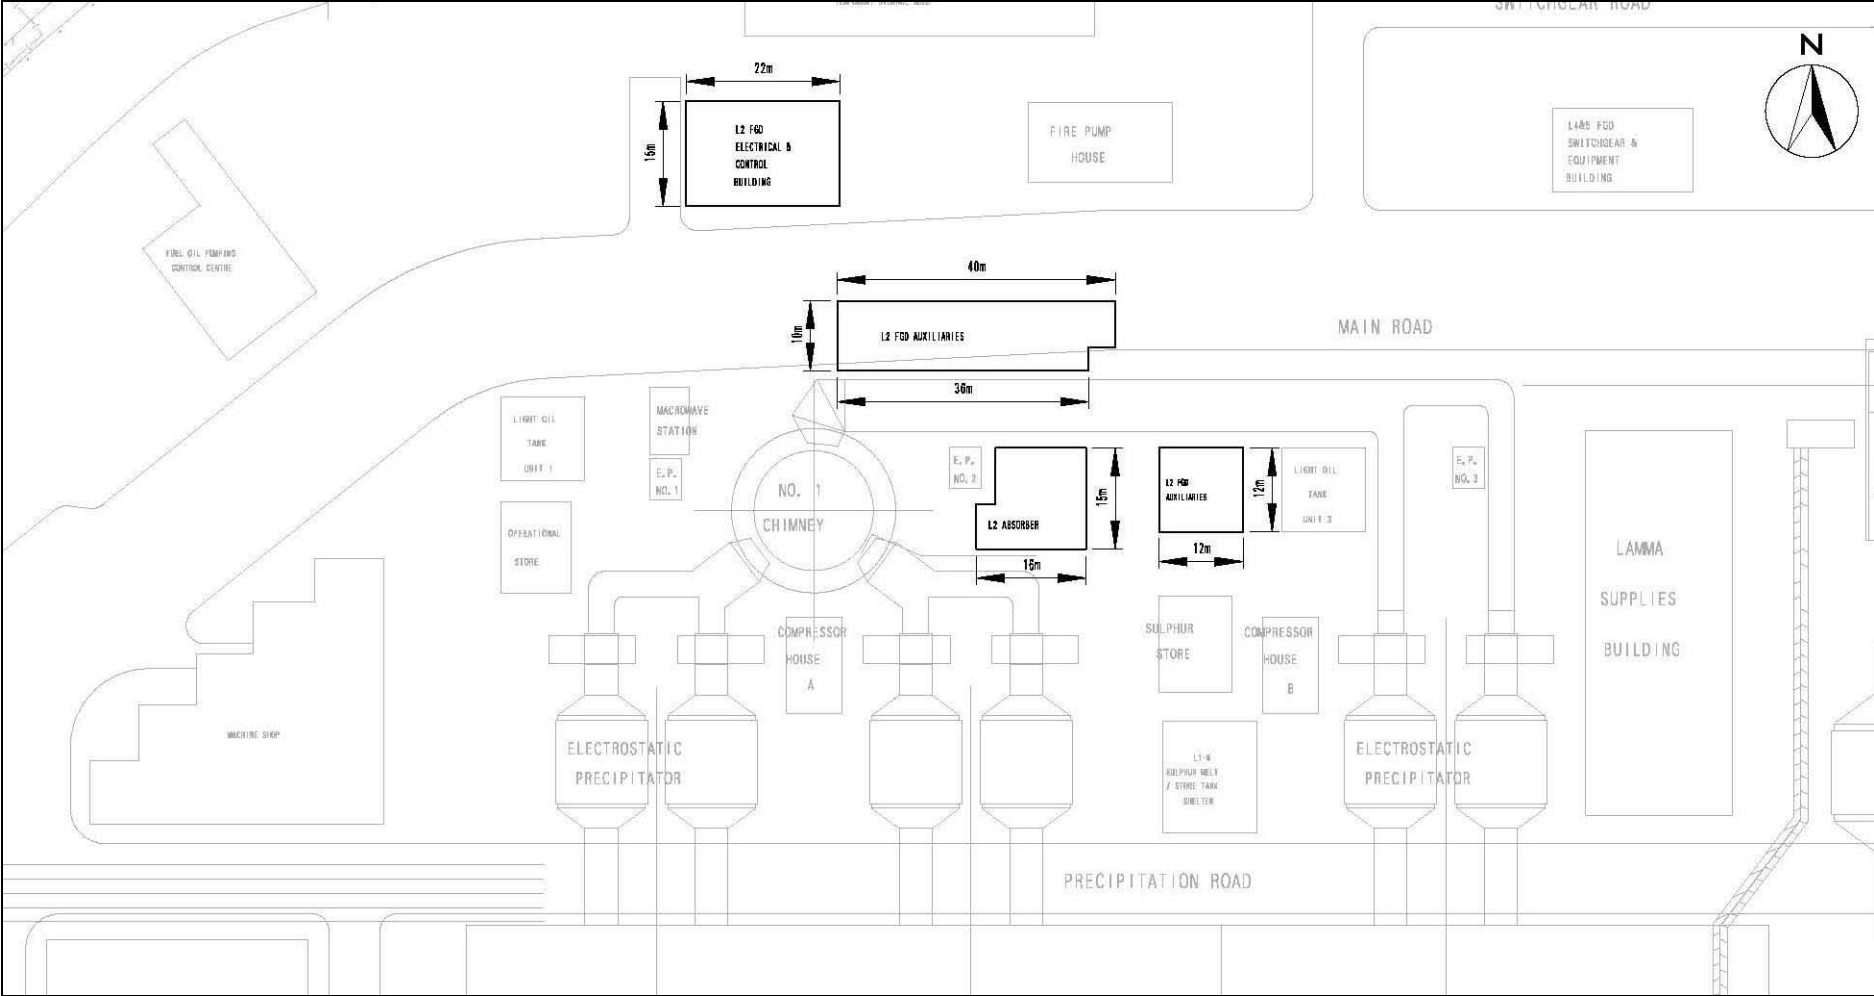 SWITCHGEAR ROAD
N
22m
15m
L2 FGD
ELECTRICAL &
CONTROL
BUILDING
FIRE PUMP
HOUSE
L4&5 FGD
SWITCHGEAR &
EQUIPMENT
BUILDING
FUEL OIL PUMPING
CONTROL CENTRE
40m
10m
L2 FGD AUXILIARIES
36m
MAIN ROAD
LIGHT OIL
TANK
UNIT 1
MACROWAVE
STATION
E.P.
NO. 1
OPERATIONAL
STORE
NO. 1
CHIMNEY
E.P.
NO. 2
L2 ABSORBER
15m
16m
L2 FGD
AUXILIARIES
12m
12m
LIGHT OIL
TANK
UNIT 3
E.P.
NO. 3
LAMMA
SUPPLIES
BUILDING
COMPRESSOR
HOUSE
A
SULPHUR
STORE
COMPRESSOR
HOUSE
B
MACHINE SHOP
ELECTROSTATIC
PRECIPITATOR
SULPHUR MELT
/ STORE TANK
SHELTER
ELECTROSTATIC
PRECIPITATOR
PRECIPITATION ROAD